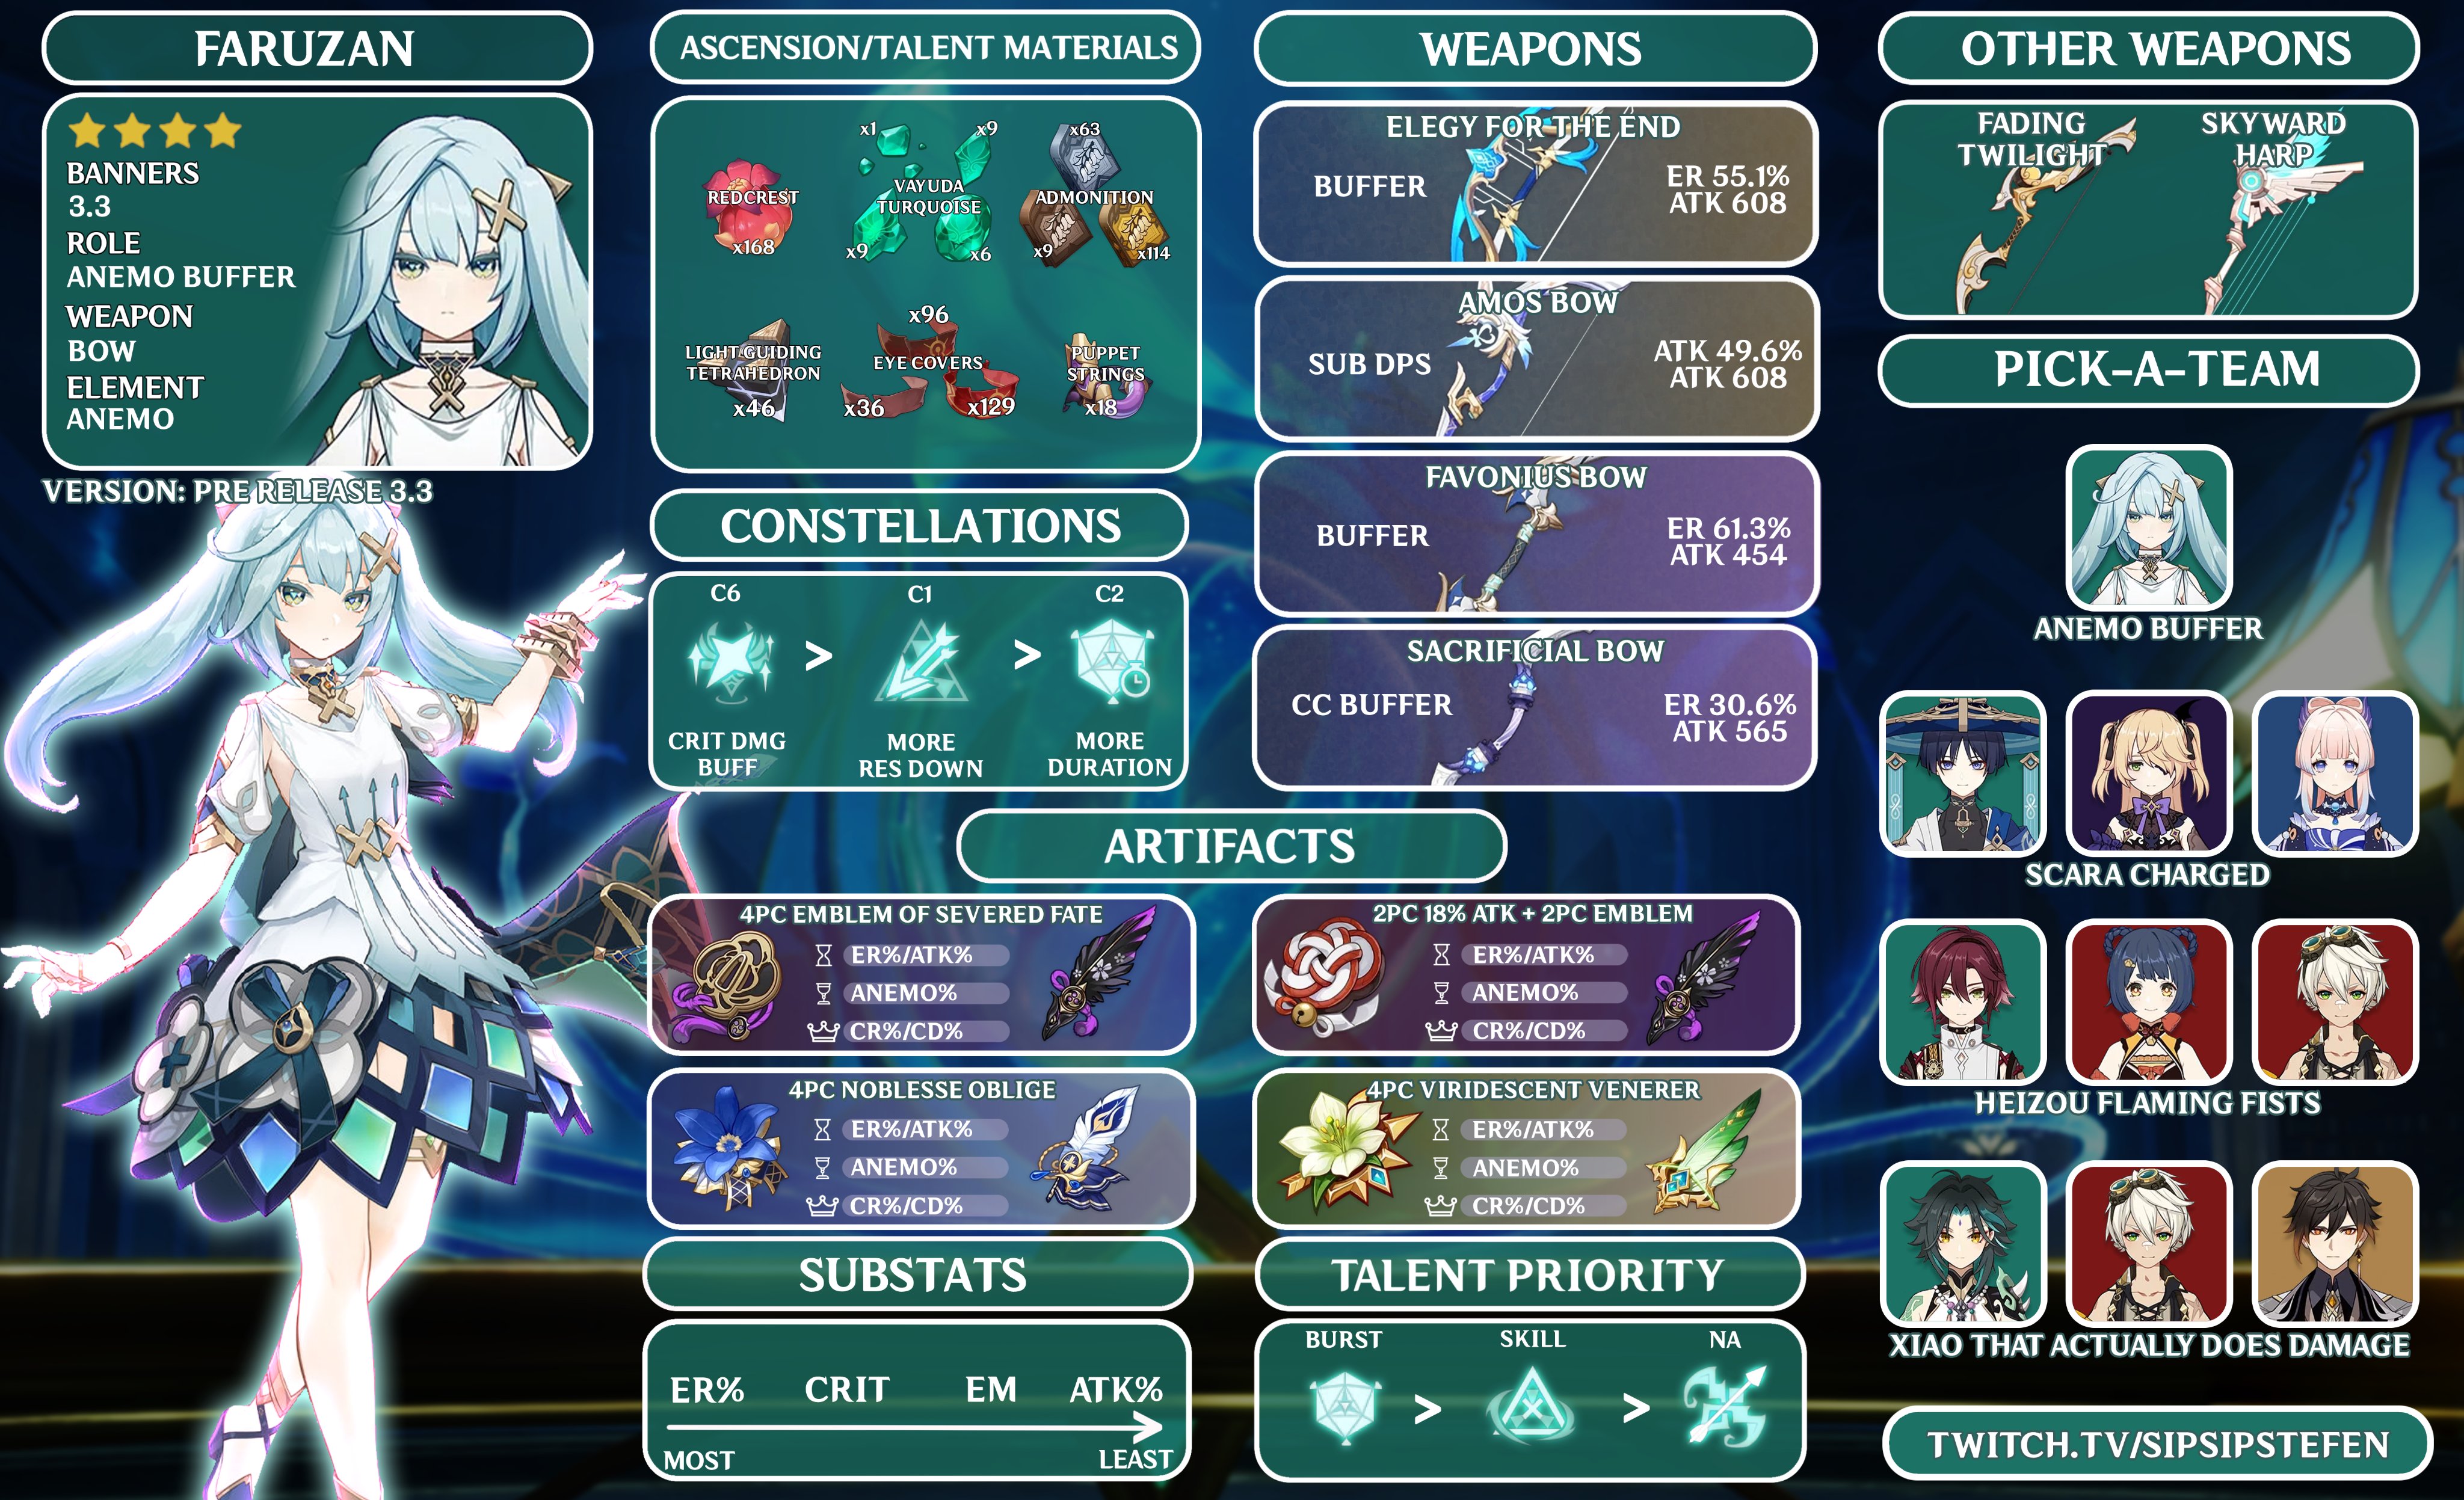 FARUZAN
BANNERS
3.3
ROLE
ANEMO BUFFER
WEAPON
BOW
ELEMENT
ANEMO
VERSION: PRE RELEASE 3.3
ASCENSION/TALENT MATERIALS
REDCREST
x168
x1
x9
VAYUDA
TURQUOISE
x9
x6
x63
ADMONITION
x9
x114
LIGHT GUIDING
TETRAHEDRON
x46
x96
EYE COVERS
x36
x129
PUPPET
STRINGS
x18
CONSTELLATIONS
C6
>
C1
>
C2
CRIT DMG
BUFF
MORE
RES DOWN
MORE
DURATION
WEAPONS
ELEGY FOR THE END
BUFFER
ER 55.1%
ATK 608
AMOS BOW
SUB DPS
ATK 49.6%
ATK 608
FAVONIUS BOW
BUFFER
ER 61.3%
ATK 454
SACRIFICIAL BOW
CC BUFFER
ER 30.6%
ATK 565
ARTIFACTS
4PC EMBLEM OF SEVERED FATE
ER%/ATK%
ANEMO%
CR%/CD%
2PC 18% ATK + 2PC EMBLEM
ER%/ATK%
ANEMO%
CR%/CD%
4PC NOBLESSE OBLIGE
ER%/ATK%
ANEMO%
CR%/CD%
4PC VIRIDESCENT VENERER
ER%/ATK%
ANEMO%
CR%/CD%
SUBSTATS
ER% CRIT EM ATK%
MOST LEAST
TALENT PRIORITY
BURST
>
SKILL
>
NA
OTHER WEAPONS
FADING
TWILIGHT
SKYWARD
HARP
PICK-A-TEAM
ANEMO BUFFER
SCARA CHARGED
HEIZOU FLAMING FISTS
XIAO THAT ACTUALLY DOES DAMAGE
TWITCH.TV/SIPSIPSTEFEN